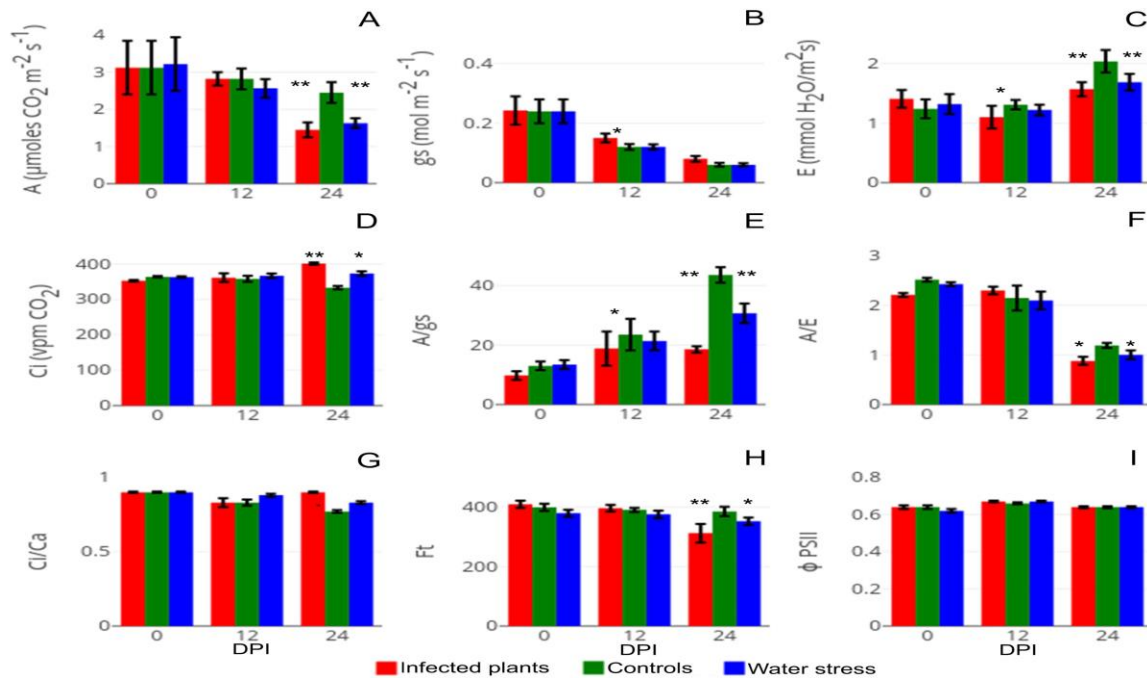 A
A (µmoles CO₂ m⁻² s⁻¹)
4
3
2
1
0
** **
0 12 24
B
gs (mol m⁻² s⁻¹)
0.4
0.2
0
*
0 12 24
C
E (mmol H₂O/m²s)
2
1
0
* ** **
0 12 24
D
CI (vpm CO₂)
400
300
200
100
0
** *
0 12 24
E
A/gs
40
20
0
* ** **
0 12 24
F
A/E
3
2
1
0
* *
0 12 24
G
CI/Ca
1
0.5
0
0 12 24
DPI
H
Ft
400
200
0
** *
0 12 24
DPI
I
ϕ PSII
0.8
0.6
0.4
0.2
0
0 12 24
Infected plants Controls Water stress